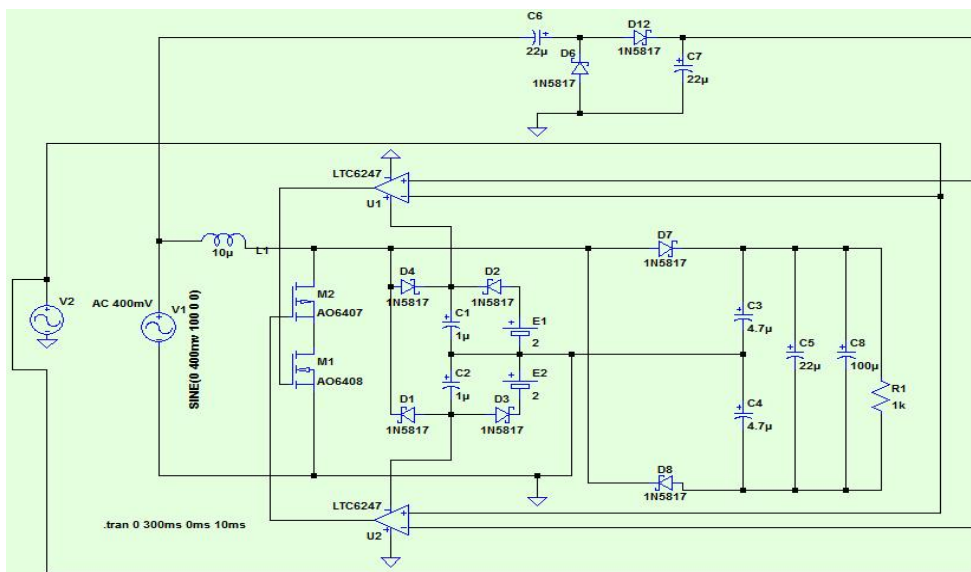 C6
22µ
D12
1N5817
D6
1N5817
C7
22µ
LTC6247
U1
10µ
L1
V2
AC 400mV
V1
SINE(0 400mv 100 0 0)
M2
AO6407
M1
AO6408
D4
1N5817
D2
1N5817
C1
1µ
E1
2
C2
1µ
E2
2
D1
1N5817
D3
1N5817
D7
1N5817
C3
4.7µ
C5
22µ
C8
100µ
R1
1k
C4
4.7µ
D8
1N5817
LTC6247
U2
.tran 0 300ms 0ms 10ms